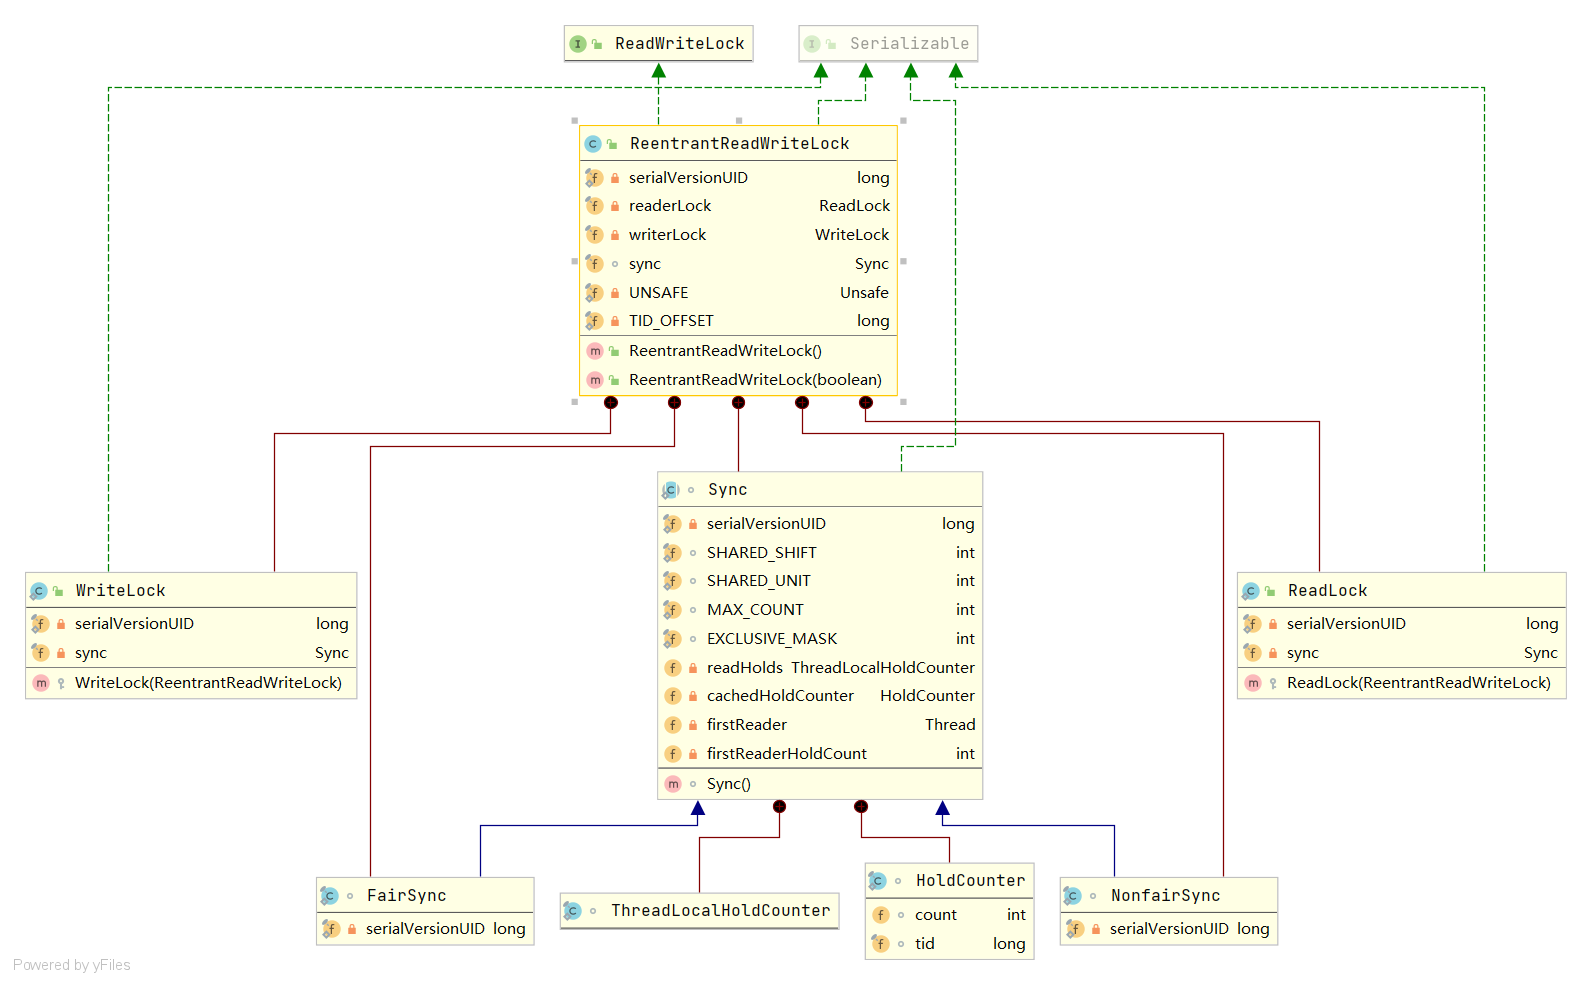 ReadWriteLock
Serializable
ReentrantReadWriteLock
serialVersionUID long
readerLock ReadLock
writerLock WriteLock
sync Sync
UNSAFE Unsafe
TID_OFFSET long
ReentrantReadWriteLock()
ReentrantReadWriteLock(boolean)
Sync
serialVersionUID long
SHARED_SHIFT int
SHARED_UNIT int
MAX_COUNT int
EXCLUSIVE_MASK int
readHolds ThreadLocalHoldCounter
cachedHoldCounter HoldCounter
firstReader Thread
firstReaderHoldCount int
Sync()
WriteLock
serialVersionUID long
sync Sync
WriteLock(ReentrantReadWriteLock)
ReadLock
serialVersionUID long
sync Sync
ReadLock(ReentrantReadWriteLock)
FairSync
serialVersionUID long
ThreadLocalHoldCounter
HoldCounter
count int
tid long
NonfairSync
serialVersionUID long
Powered by yFiles